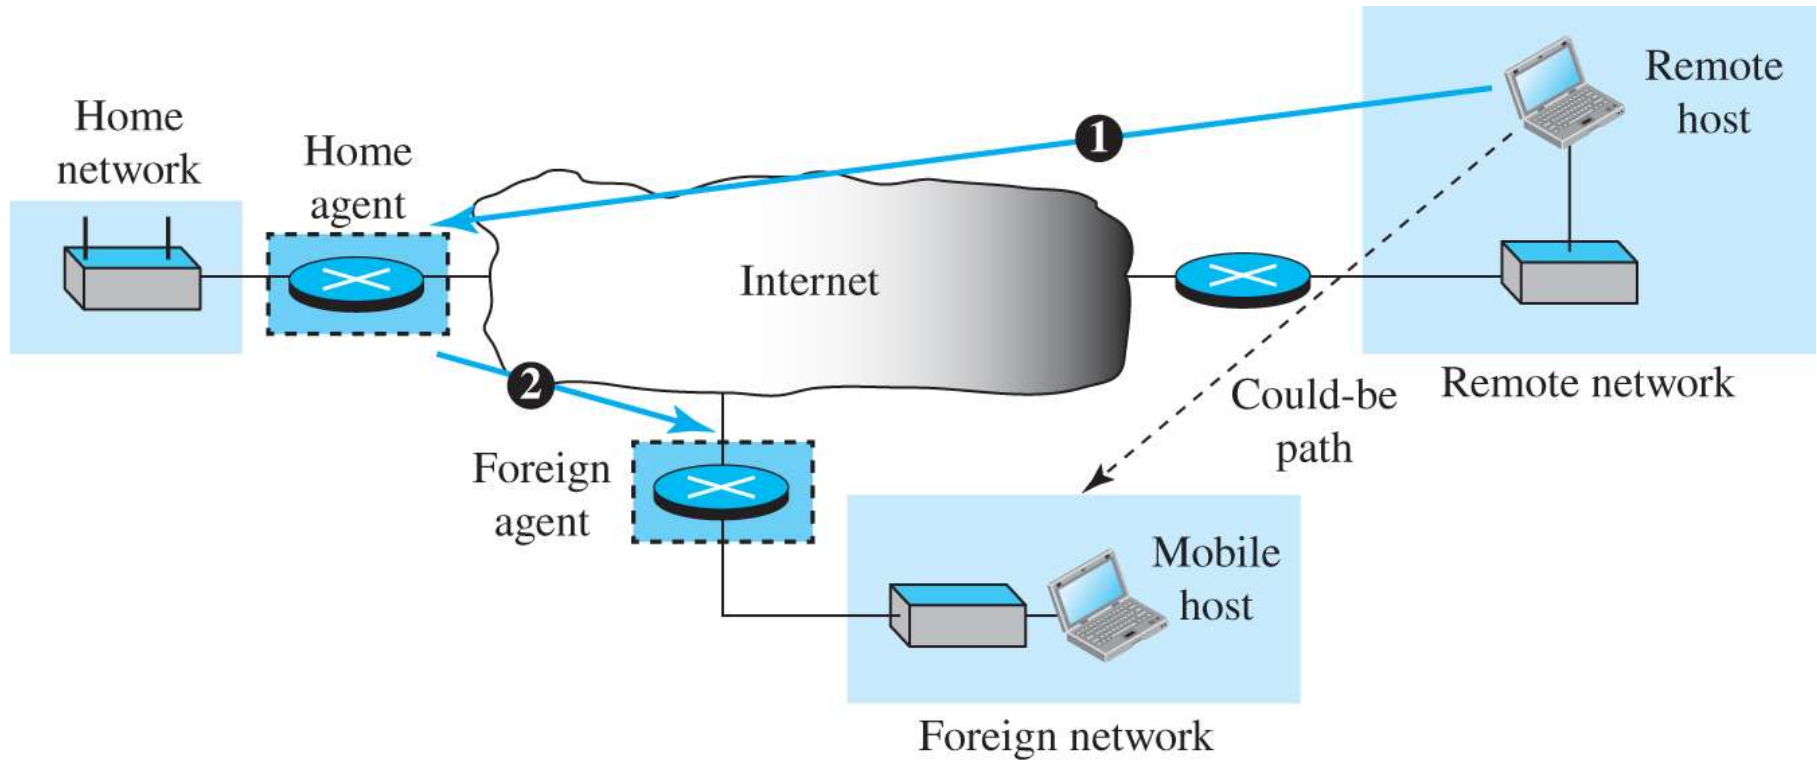 Remote
host
Home
network
1
Home
agent
Internet
2
Could-be
path
Remote network
Foreign
agent
Mobile
host
Foreign network